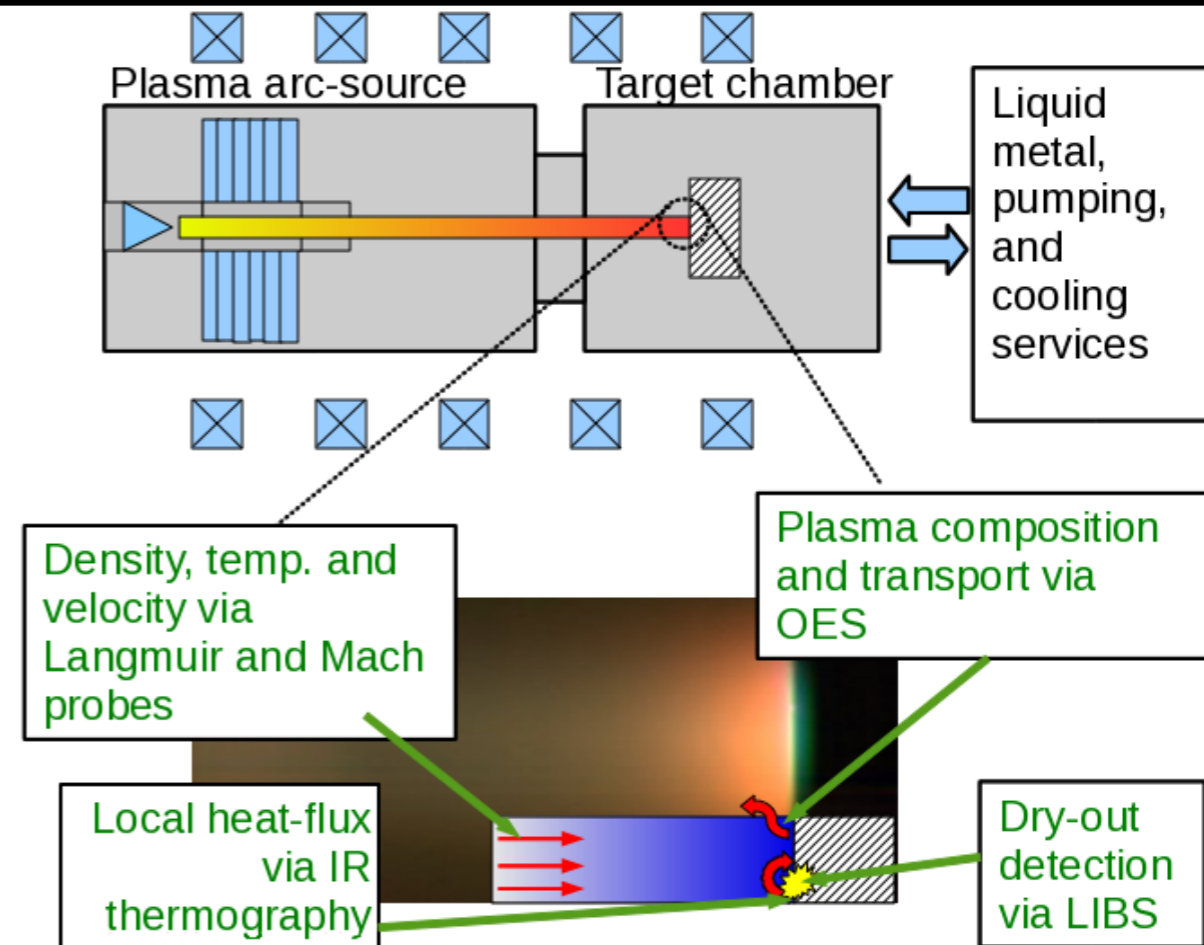 Plasma arc-source
Target chamber
Liquid
metal,
pumping,
and
cooling
services
Density, temp. and
velocity via
Langmuir and Mach
probes
Plasma composition
and transport via
OES
Local heat-flux
via IR
thermography
Dry-out
detection
via LIBS